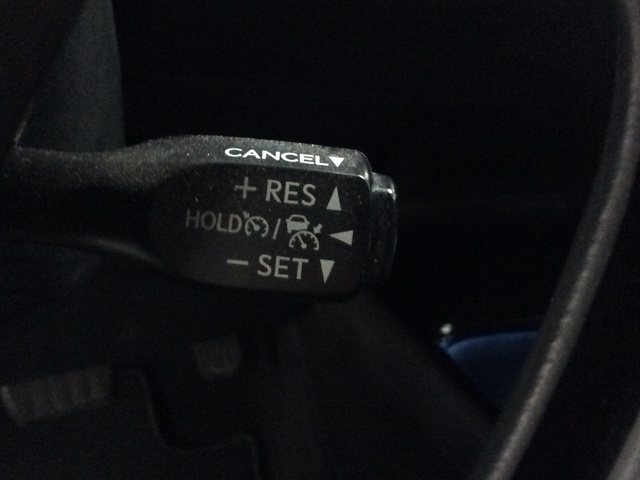 CANCEL▼
+ RES ▲
HOLD / ◀
− SET ▼